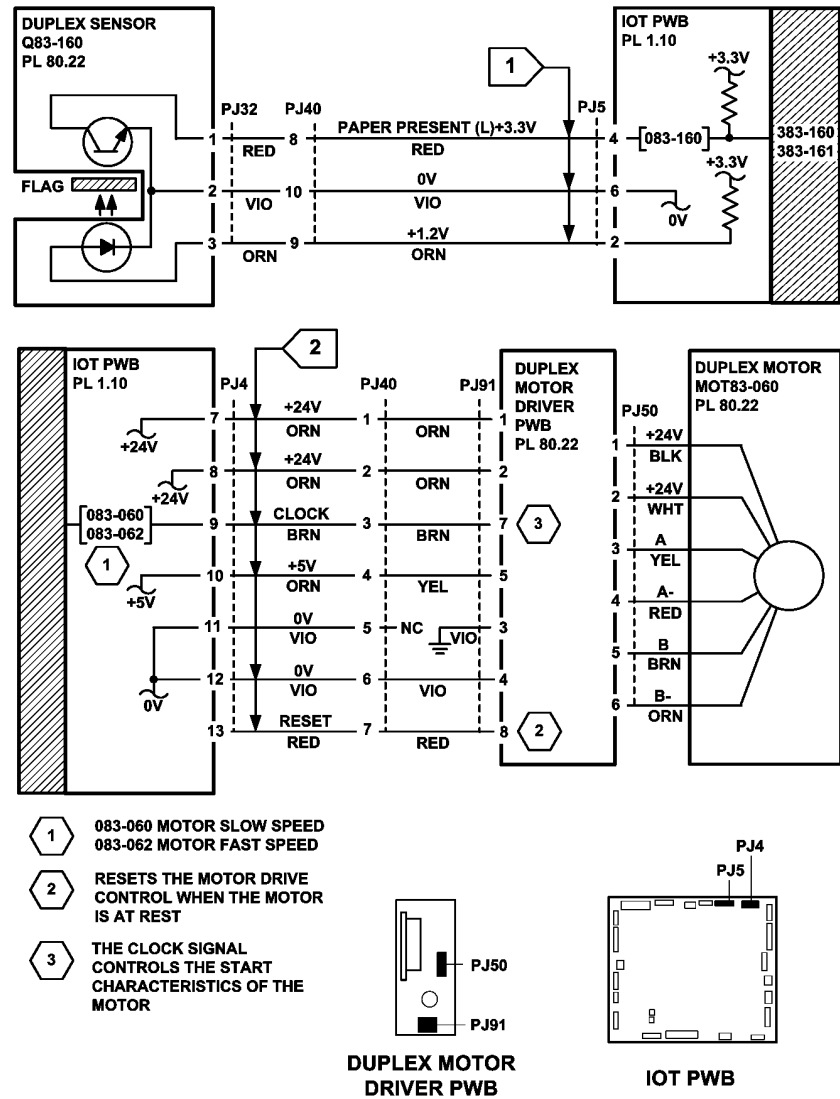 DUPLEX SENSOR
Q83-160
PL 80.22
FLAG
1
2
3
PJ32
PJ40
RED
8
VIO
10
ORN
9
PAPER PRESENT (L)+3.3V
RED
0V
VIO
+1.2V
ORN
1
PJ5
4
6
2
IOT PWB
PL 1.10
+3.3V
[083-160]
+3.3V
0V
383-160
383-161
IOT PWB
PL 1.10
+24V
+24V
083-060
083-062
1
+5V
0V
PJ4
2
PJ40
PJ91
7
+24V
ORN
1
ORN
1
8
+24V
ORN
2
ORN
2
9
CLOCK
BRN
3
BRN
7
10
+5V
ORN
4
YEL
5
11
0V
VIO
5
NC
VIO
3
12
0V
VIO
6
VIO
4
13
RESET
RED
7
RED
8
DUPLEX
MOTOR
DRIVER
PWB
PL 80.22
3
2
PJ50
1
+24V
BLK
2
+24V
WHT
3
A
YEL
4
A-
RED
5
B
BRN
6
B-
ORN
DUPLEX MOTOR
MOT83-060
PL 80.22
1
083-060 MOTOR SLOW SPEED
083-062 MOTOR FAST SPEED
2
RESETS THE MOTOR DRIVE
CONTROL WHEN THE MOTOR
IS AT REST
3
THE CLOCK SIGNAL
CONTROLS THE START
CHARACTERISTICS OF THE
MOTOR
PJ50
PJ91
DUPLEX MOTOR
DRIVER PWB
PJ4
PJ5
IOT PWB